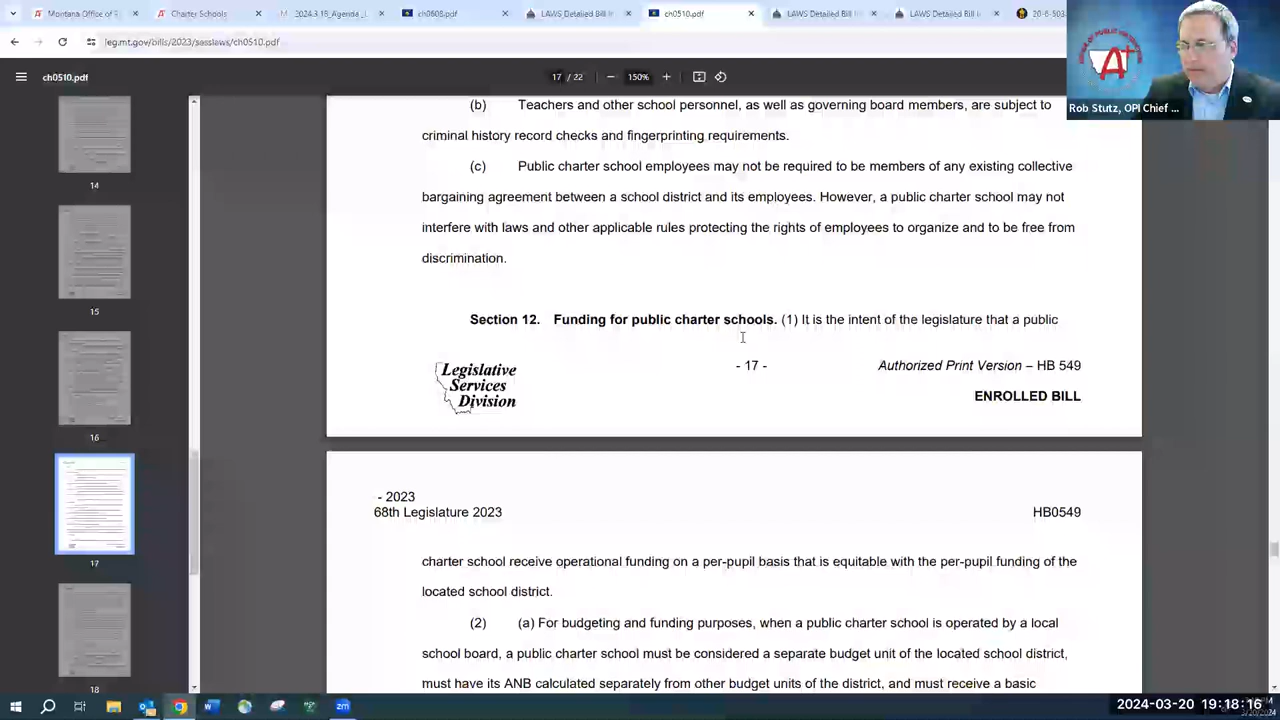 Montana Office of P
Charter Schools
2024.3.18_Agenda_I
ch0608.pdf
LAWS Detailed Bill In
ch0510.pdf
LAWS Detailed Bill In
LAWS Detailed Bill In
20-6-503
leg.mt.gov/bills/2023/sesslaws/ch0510.pdf
ch0510.pdf
17 / 22
150%
Rob Stutz, OPI Chief ...
(b) Teachers and other school personnel, as well as governing board members, are subject to
criminal history record checks and fingerprinting requirements.
(c) Public charter school employees may not be required to be members of any existing collective
bargaining agreement between a school district and its employees. However, a public charter school may not
interfere with laws and other applicable rules protecting the rights of employees to organize and to be free from
discrimination.
Section 12. Funding for public charter schools. (1) It is the intent of the legislature that a public
Legislative
Services
Division
- 17 -
Authorized Print Version – HB 549
ENROLLED BILL
- 2023
68th Legislature 2023
HB0549
charter school receive operational funding on a per-pupil basis that is equitable with the per-pupil funding of the
located school district.
(2) (a) For budgeting and funding purposes, when a public charter school is operated by a local
school board, a public charter school must be considered a separate budget unit of the located school district,
must have its ANB calculated separately from other budget units of the district, and must receive a basic
14
15
16
17
18
2024-03-20 19:18:16